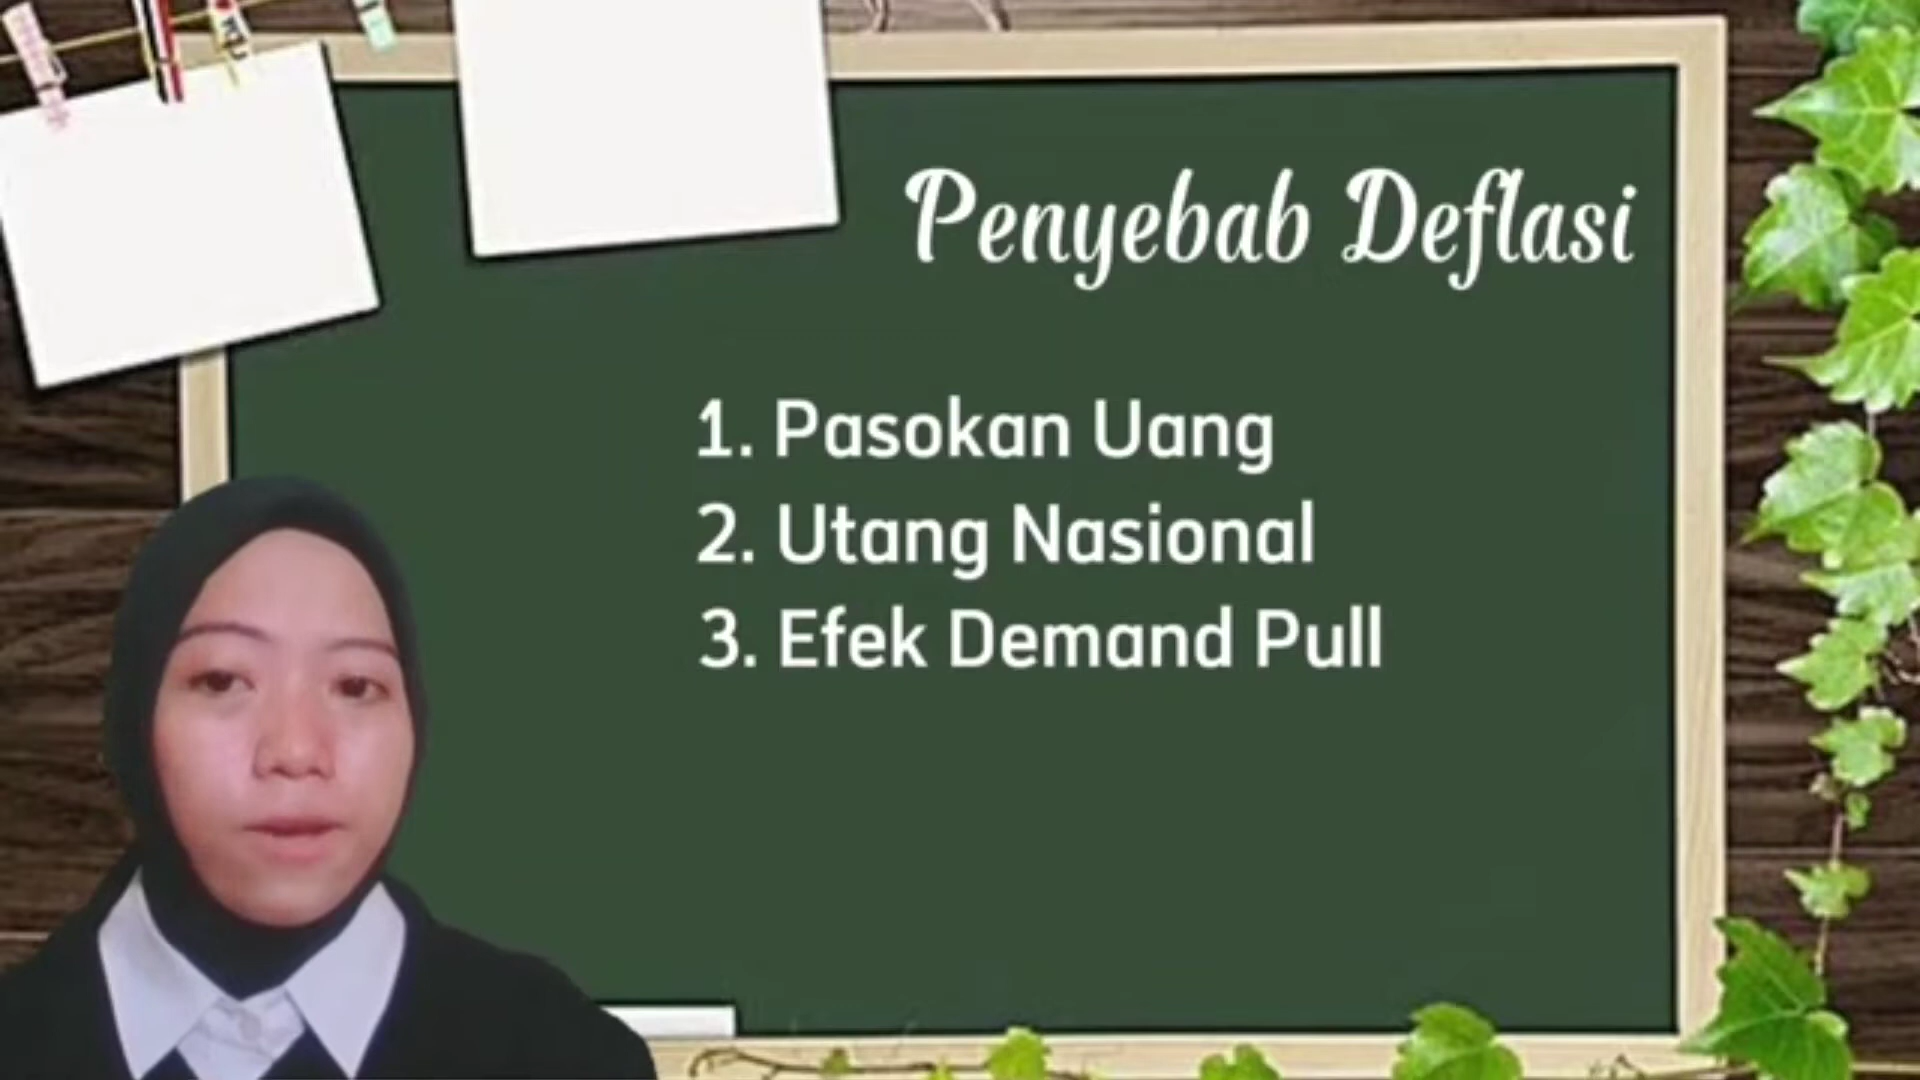 Penyebab Deflasi
1. Pasokan Uang
2. Utang Nasional
3. Efek Demand Pull